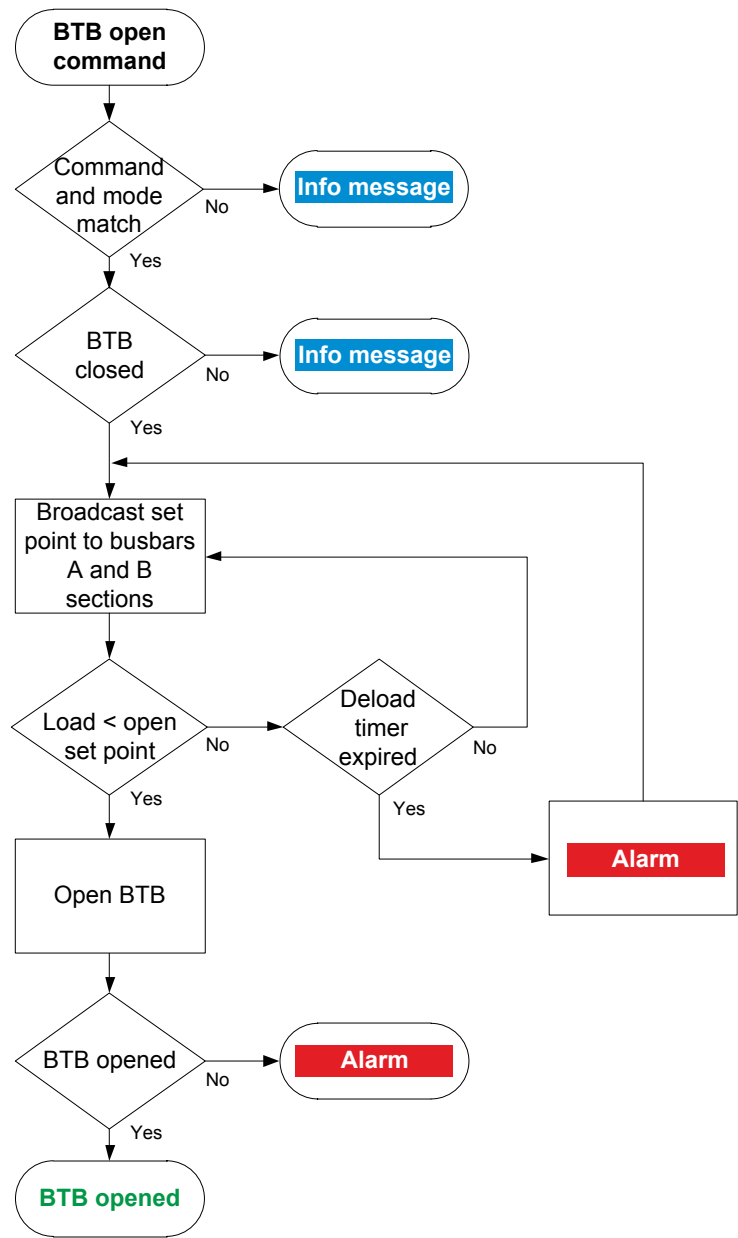 BTB open
command
Command
and mode
match
No
Info message
Yes
BTB
closed
No
Info message
Yes
Broadcast set
point to busbars
A and B
sections
Load < open
set point
No
Deload
timer
expired
No
Yes
Yes
Alarm
Open BTB
BTB opened
No
Alarm
Yes
BTB opened